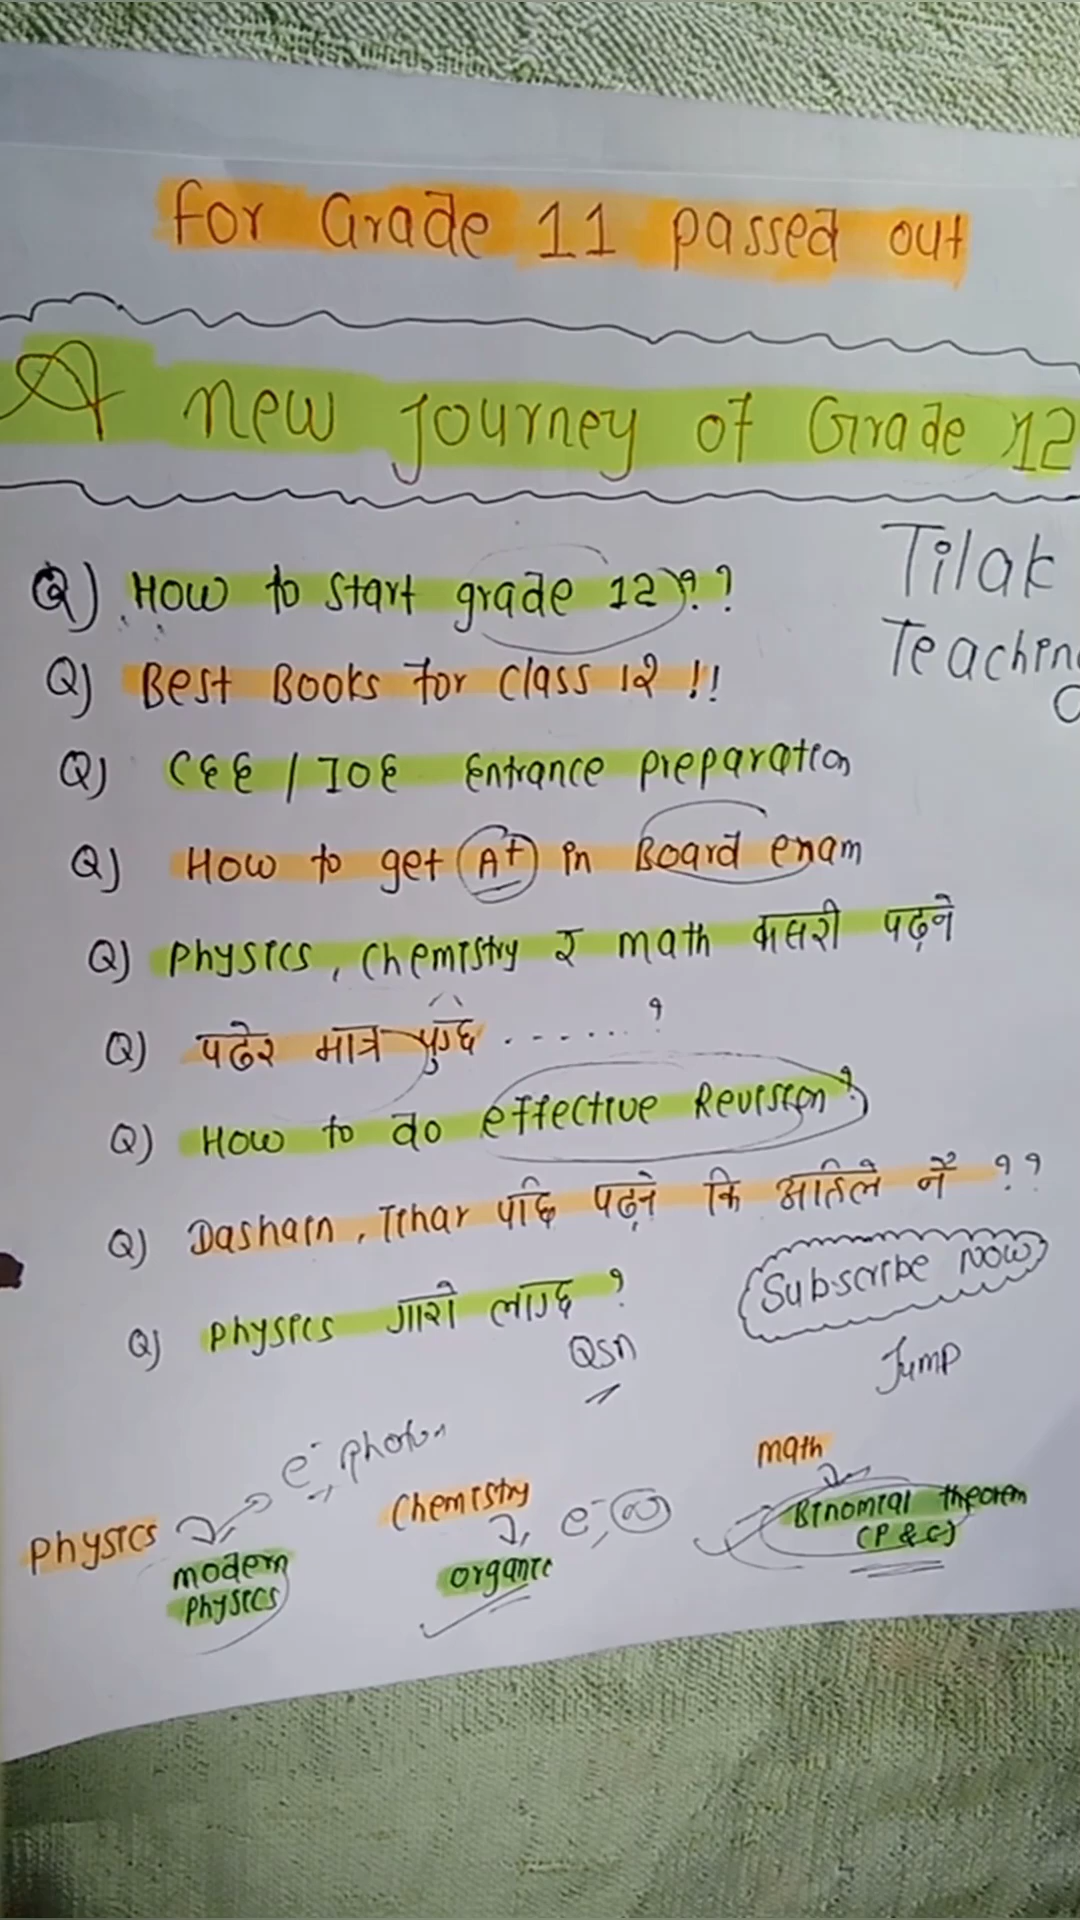 For Grade 11 passed out
A new journey of Grade 12
Tilak
Teaching
Q) How to start grade 12??
Q) Best Books for class 12 !!
Q) CEE / IOE Entrance preparation
Q) How to get A+ in Board exam
Q) Physics, Chemistry र math कसरी पढ्ने
Q) पढेर मात्र पुग्छ ......?
Q) How to do effective Revision?
Q) Dashain, Tihar पछि पढ्ने कि अहिले नै ??
Q) Physics गारो लाग्छ ?
Subscribe NOW
Qsn
Jump
e⁻ photon
Physics
modern
physics
Chemistry
e⁻,
organic
math
Binomial theorem
(P & C)